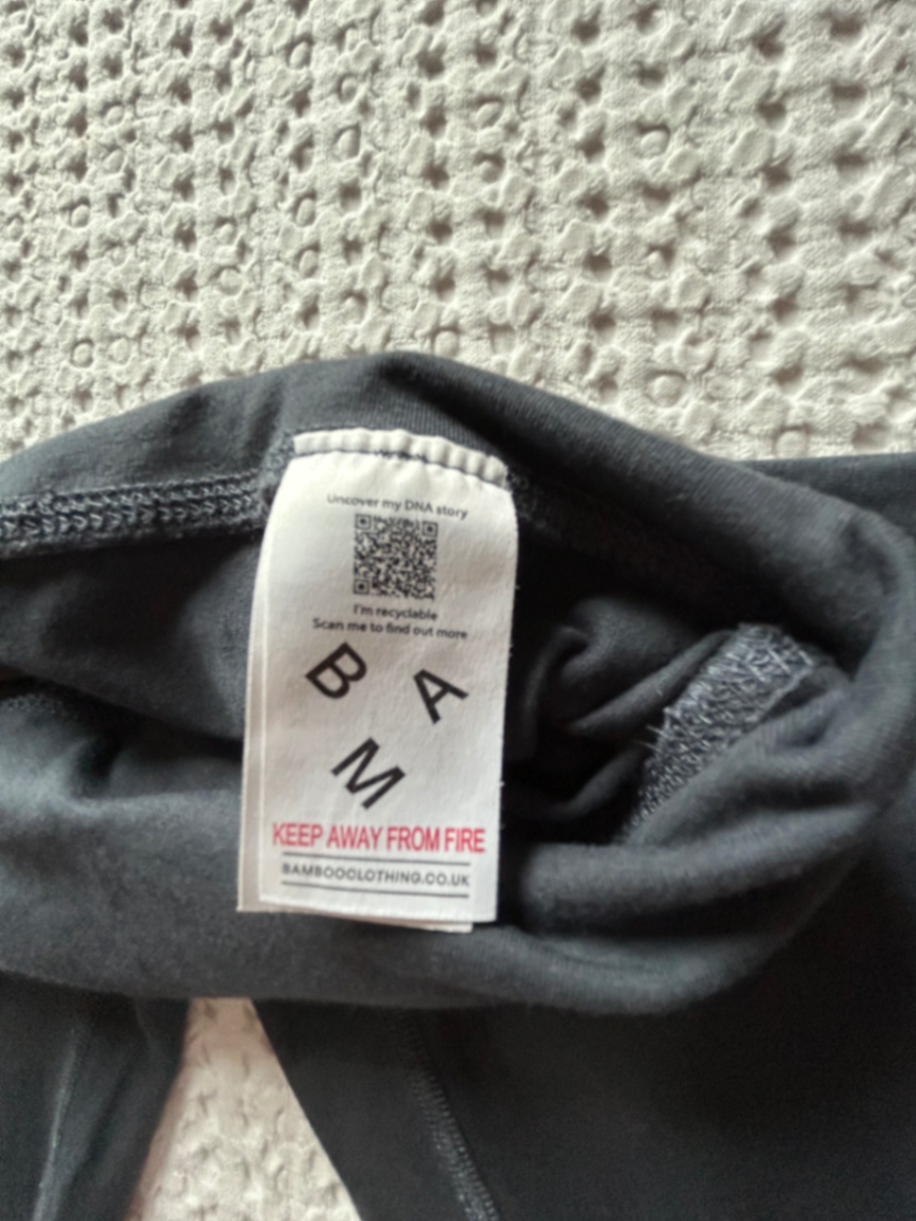 Uncover my DNA story
I'm recyclable
Scan me to find out more
B A
M
KEEP AWAY FROM FIRE
BAMBOOCLOTHING.CO.UK